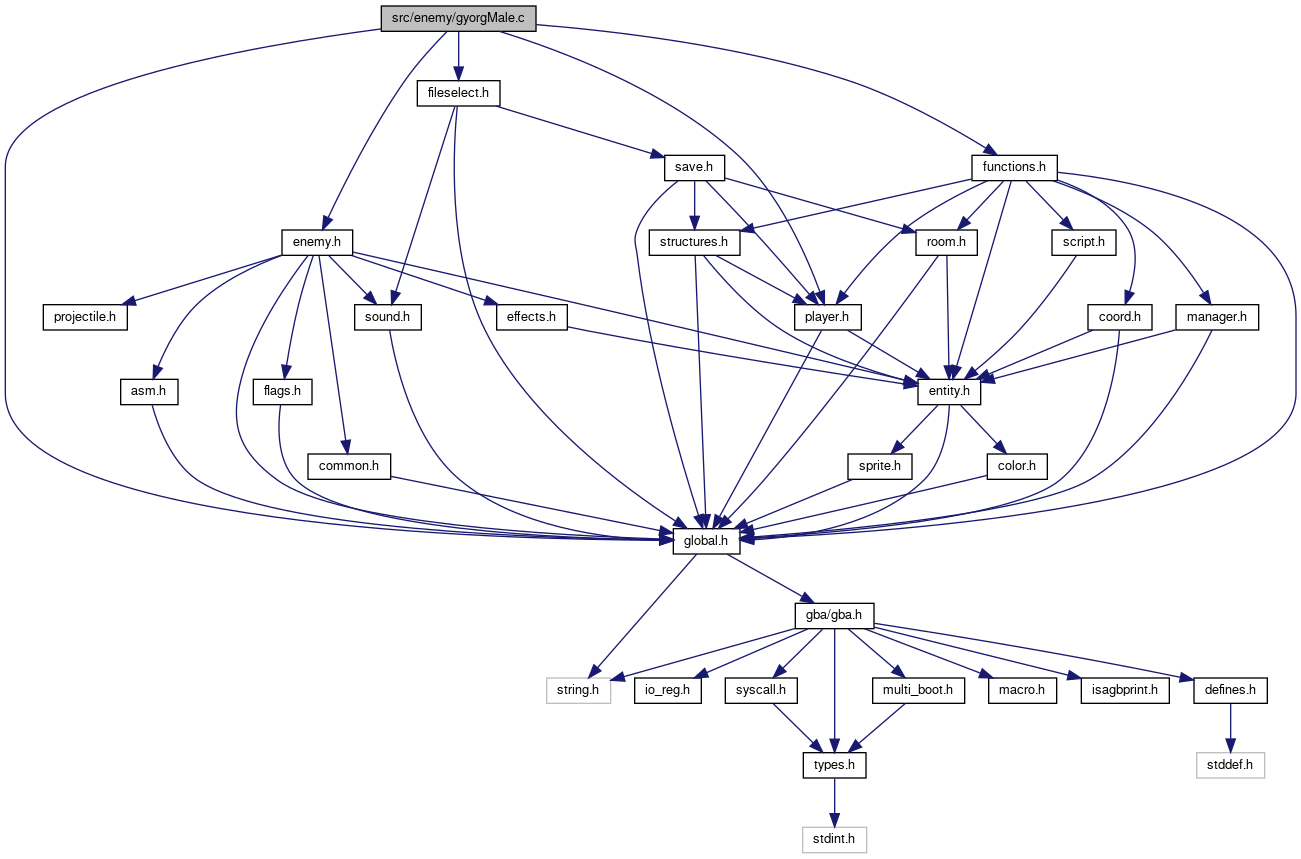 src/enemy/gyorgMale.c
fileselect.h
save.h
functions.h
enemy.h
structures.h
room.h
script.h
projectile.h
sound.h
effects.h
player.h
coord.h
manager.h
asm.h
flags.h
entity.h
common.h
sprite.h
color.h
global.h
gba/gba.h
string.h
io_reg.h
syscall.h
multi_boot.h
macro.h
isagbprint.h
defines.h
types.h
stddef.h
stdint.h